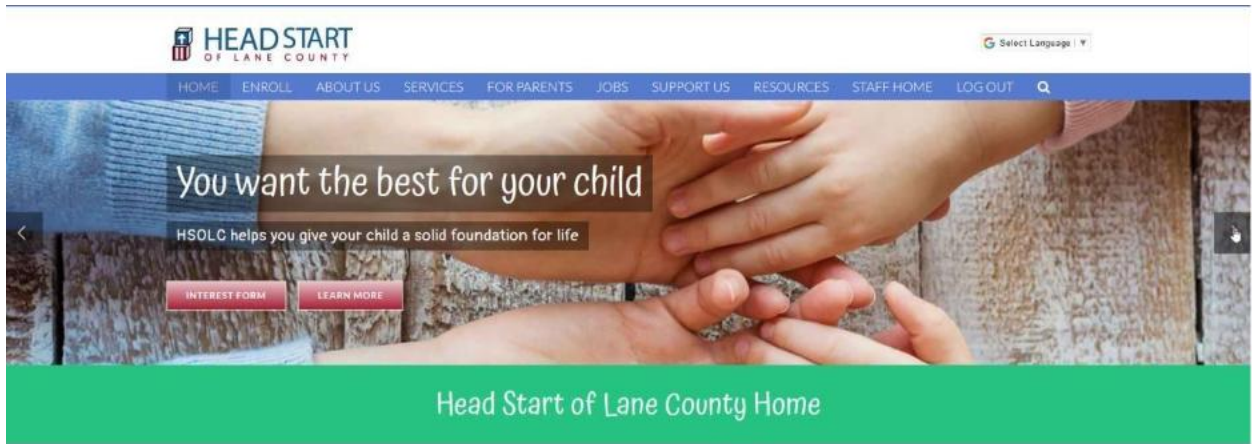 HEAD START
OF LANE COUNTY
Select Language
HOME ENROLL ABOUT US SERVICES FOR PARENTS JOBS SUPPORT US RESOURCES STAFF HOME LOG OUT
You want the best for your child
HSOLC helps you give your child a solid foundation for life
INTEREST FORM LEARN MORE
Head Start of Lane County Home